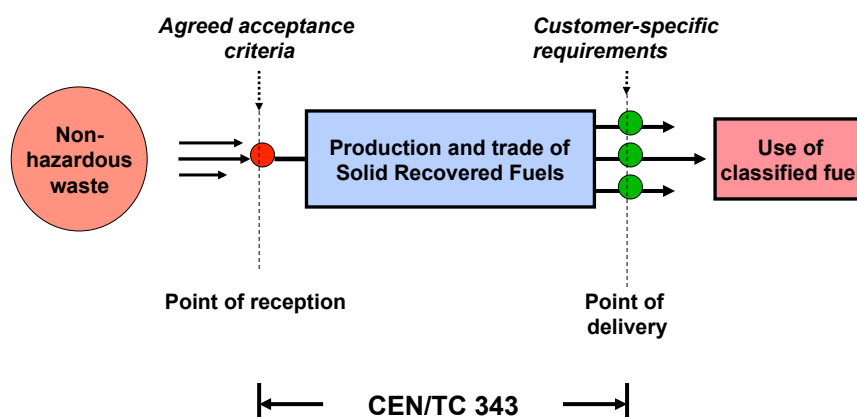 Agreed acceptance
criteria
Customer-specific
requirements
Non-
hazardous
waste
Production and trade of
Solid Recovered Fuels
Use of
classified fuel
Point of reception
Point of
delivery
CEN/TC 343